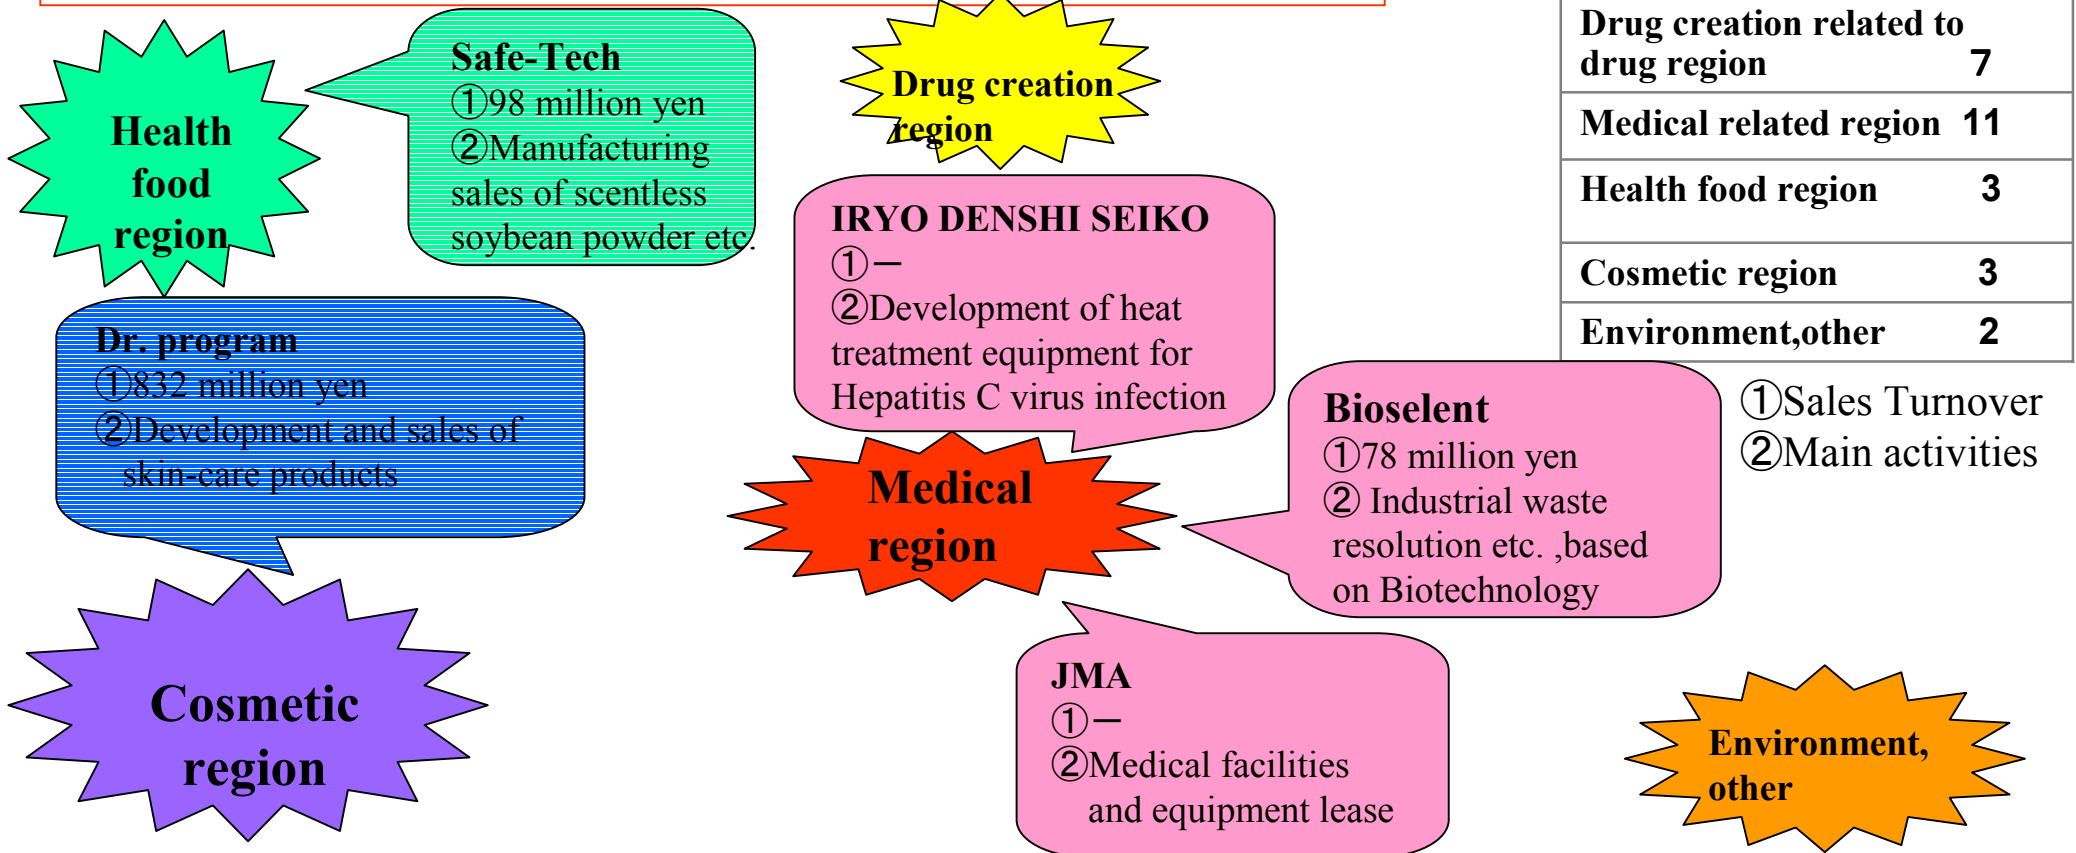 Health
food
region
Safe-Tech
①98 million yen
②Manufacturing
sales of scentless
soybean powder etc.
Drug creation
region
Drug creation related to
drug region 7
Medical related region 11
Health food region 3
Cosmetic region 3
Environment,other 2
①Sales Turnover
②Main activities
IRYO DENSHI SEIKO
①－
②Development of heat
treatment equipment for
Hepatitis C virus infection
Dr. program
①832 million yen
②Development and sales of
skin-care products
Bioselent
①78 million yen
② Industrial waste
resolution etc. ,based
on Biotechnology
Medical
region
JMA
①－
②Medical facilities
and equipment lease
Cosmetic
region
Environment,
other